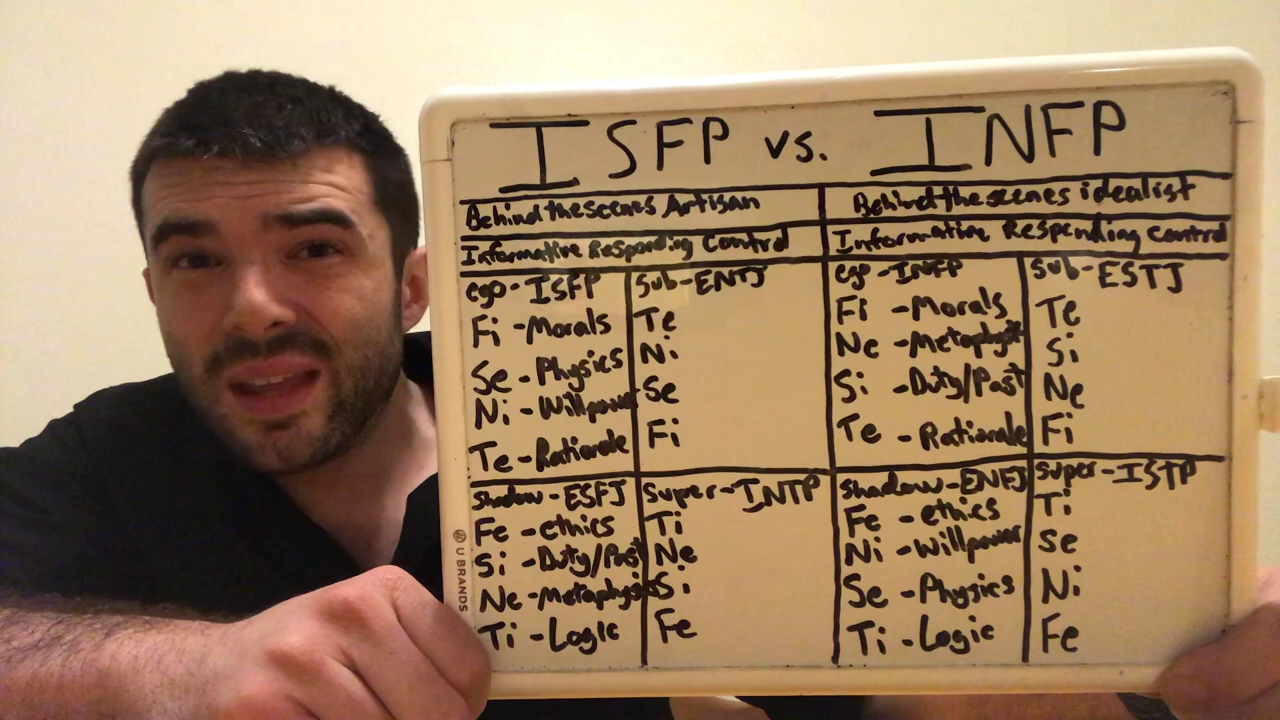 ISFP vs. INFP
Behind the scenes Artisan
Behind the scenes idealist
Informative Responding Control
Informative Responding Control
ego-ISFP
Fi -Morals
Se -Physics
Ni -Willpower
Te -Rationale
Sub-ENTJ
Te
Ni
Se
Fi
ego-INFP
Fi -Morals
Ne -Metaphysi
Si -Duty/Past
Te -Rationale
Sub-ESTJ
Te
Si
Ne
Fi
Shadow-ESFJ
Fe -ethics
Si -Duty/Past
Ne -Metaphysics
Ti -Logic
Super-INTP
Ti
Ne
Si
Fe
Shadow-ENFJ
Fe -ethics
Ni -Willpower
Se -Physics
Ti -Logic
Super-ISTP
Ti
Se
Ni
Fe
U BRANDS